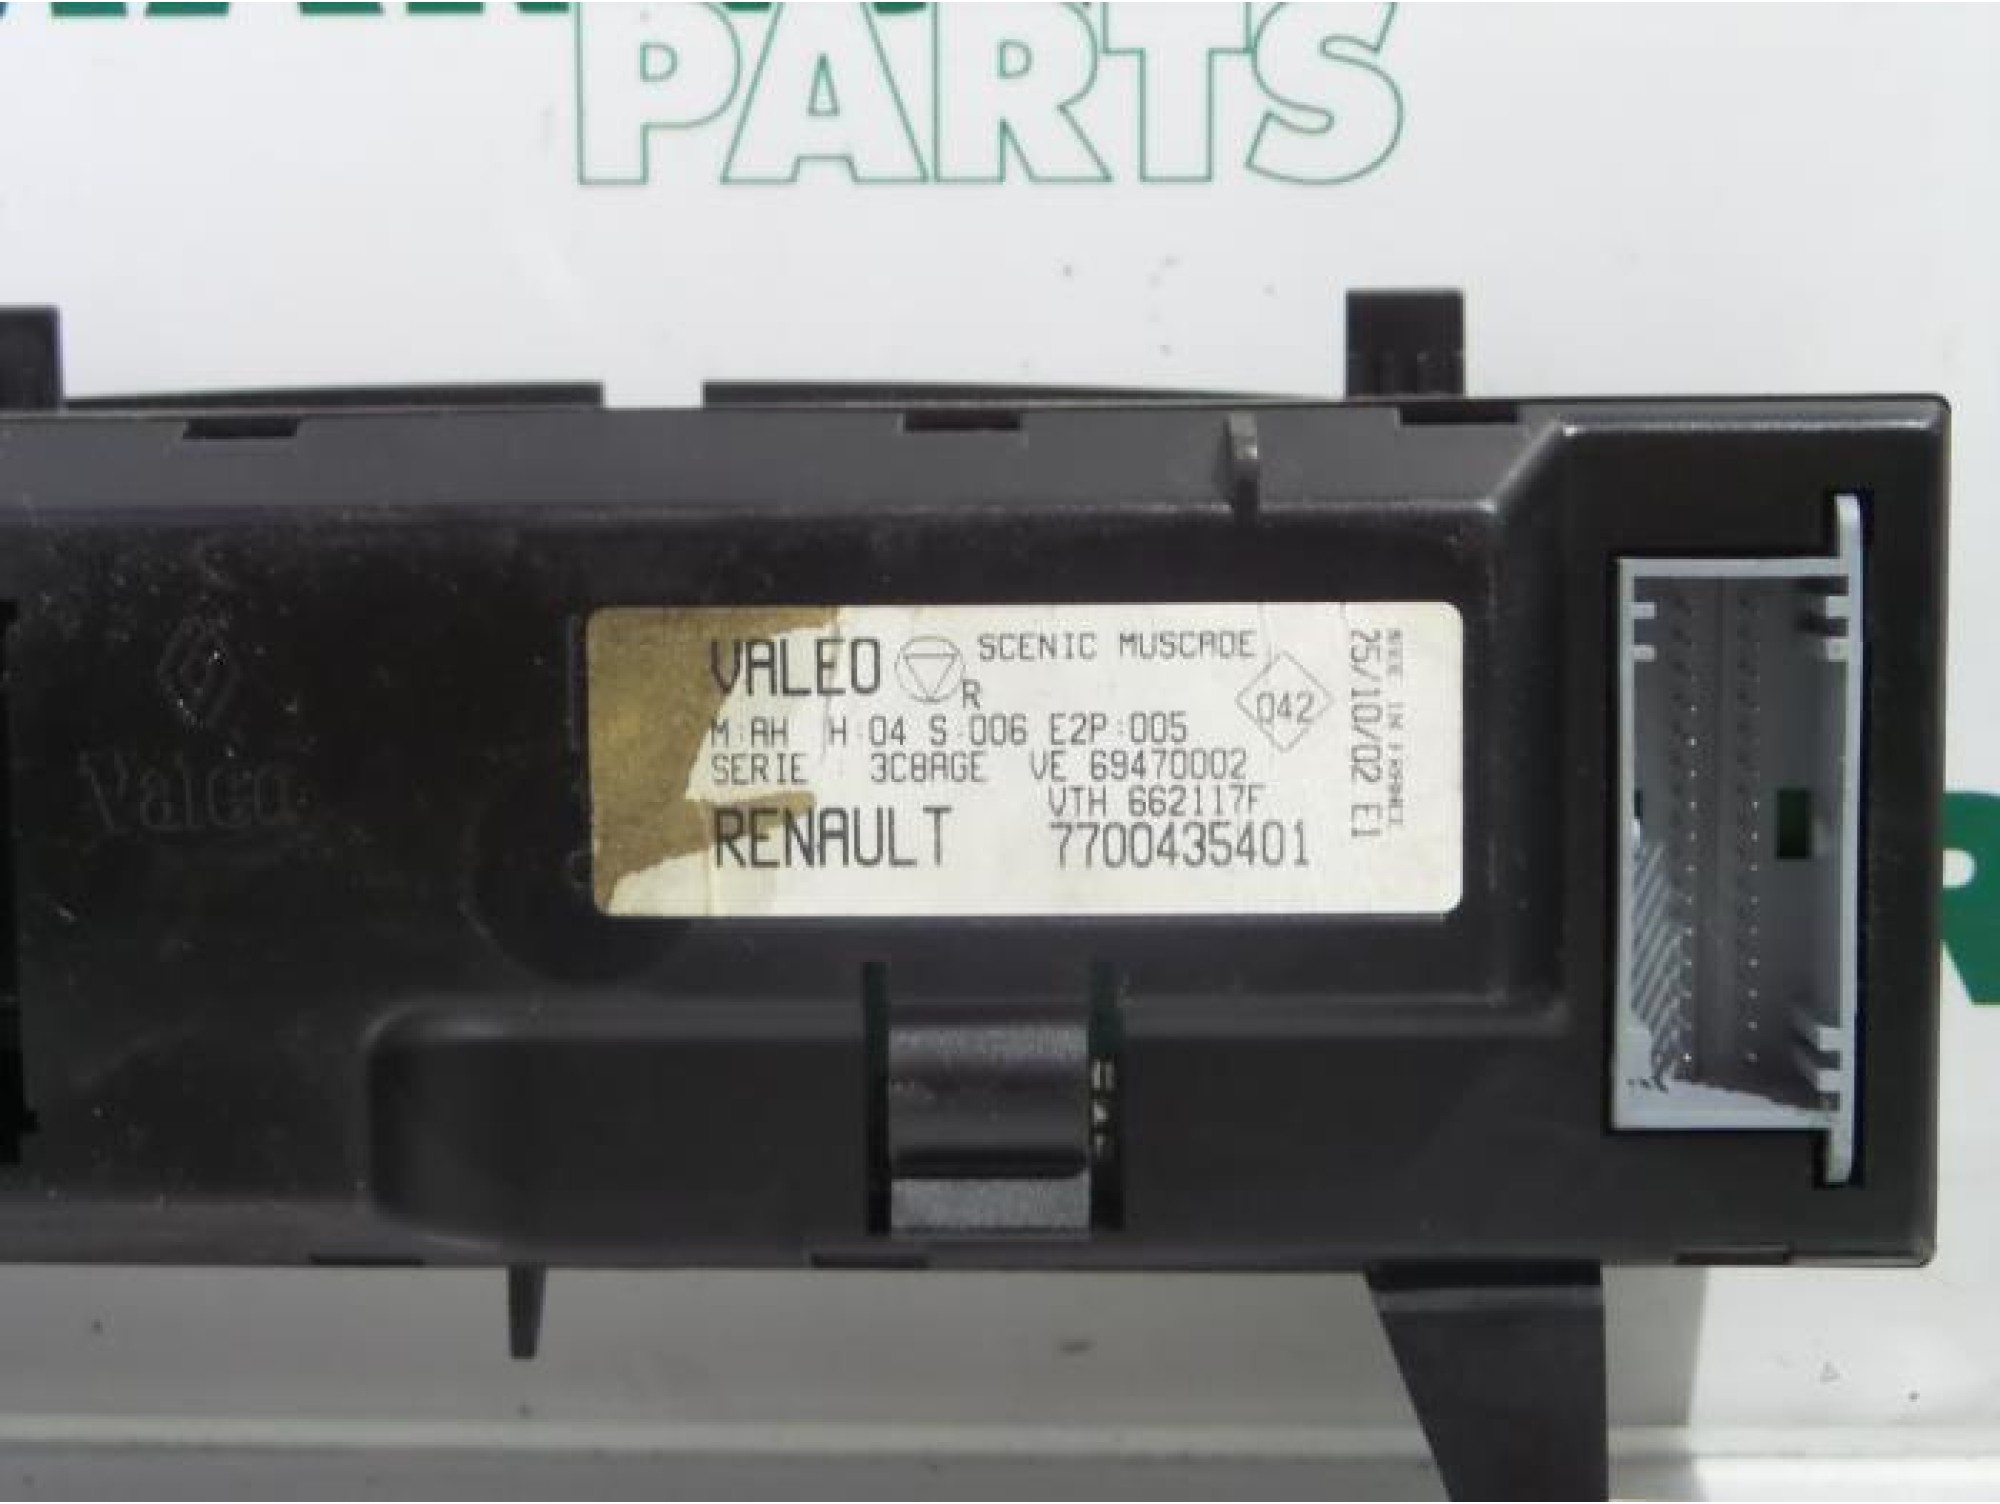 PARTS
VALEO R SCENIC MUSCADE
M:AH H:04 S:006 E2P:005
042
SERIE : 3C8AGE VE 69470002
VTH 662117F
RENAULT 7700435401
25/10/02 E1
Valeo
R